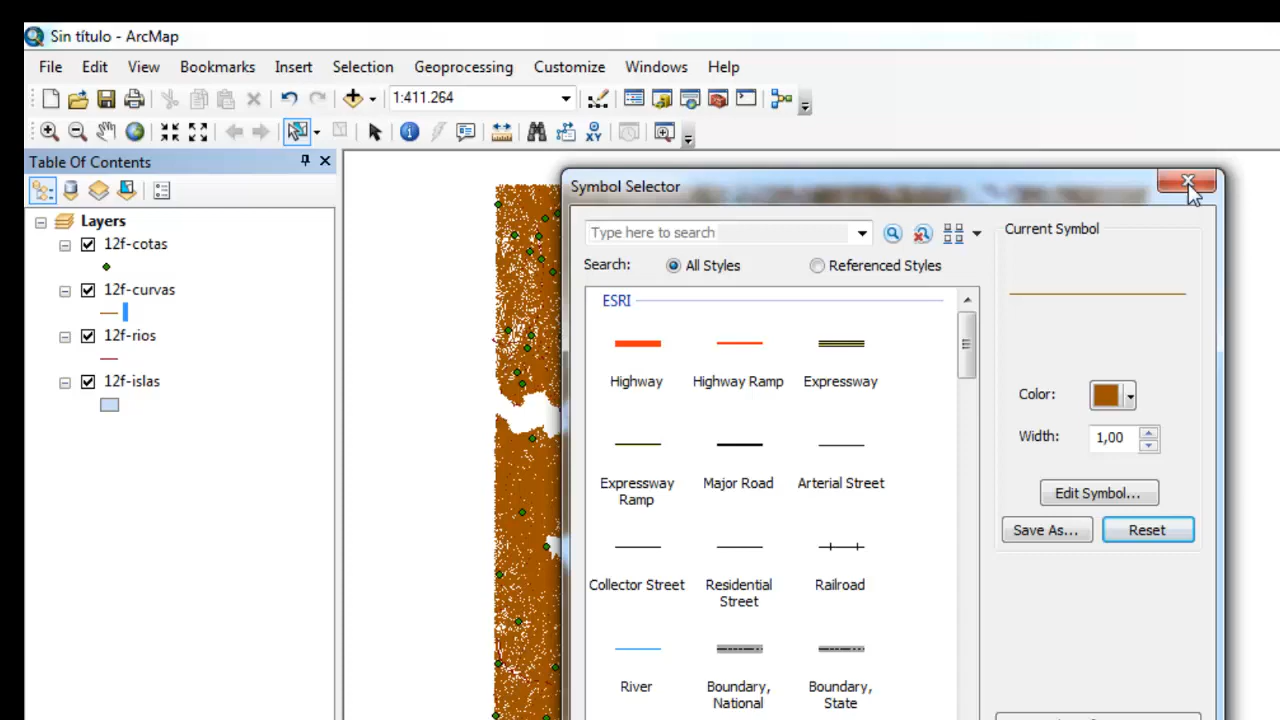 Sin título - ArcMap
File Edit View Bookmarks Insert Selection Geoprocessing Customize Windows Help
1:411.264
Table Of Contents
Layers
12f-cotas
12f-curvas
12f-rios
12f-islas
Symbol Selector
Type here to search
Search: All Styles Referenced Styles
ESRI
Highway Highway Ramp Expressway
Expressway Ramp Major Road Arterial Street
Collector Street Residential Street Railroad
River Boundary, National Boundary, State
Current Symbol
Color:
Width: 1,00
Edit Symbol...
Save As... Reset